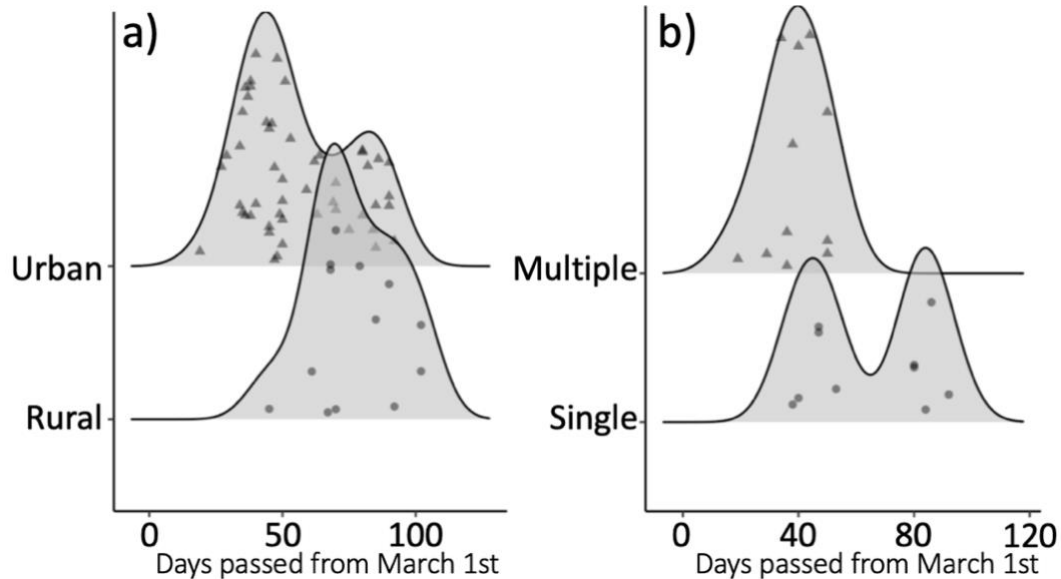 a)
Urban
Rural
0 50 100
Days passed from March 1st
b)
Multiple
Single
0 40 80 120
Days passed from March 1st